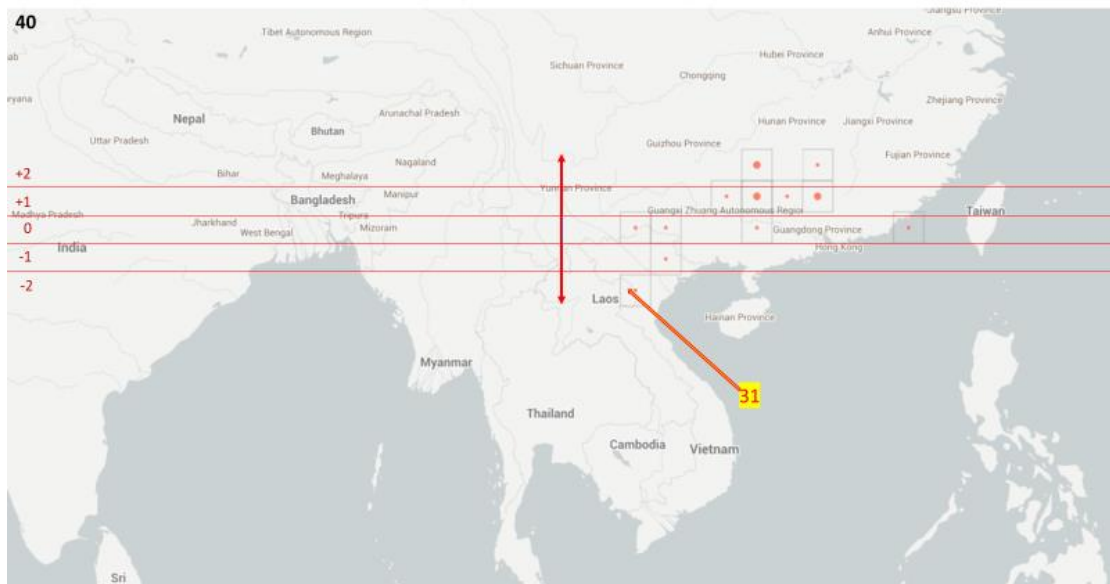 40
Jiangsu Province
Tibet Autonomous Region
Anhui Province
Hubei Province
Sichuan Province
Chongqing
Zhejiang Province
Nepal
Arunachal Pradesh
Hunan Province
Jiangxi Province
Bhutan
Uttar Pradesh
Guizhou Province
Fujian Province
Nagaland
Bihar
Meghalaya
+2
Yunnan Province
Manipur
Bangladesh
+1
Guangxi Zhuang Autonomous Region
Taiwan
Madhya Pradesh
Tripura
Jharkhand
0
West Bengal
Mizoram
Guangdong Province
India
Hong Kong
-1
-2
Laos
Hainan Province
Myanmar
31
Thailand
Cambodia
Vietnam
Sri